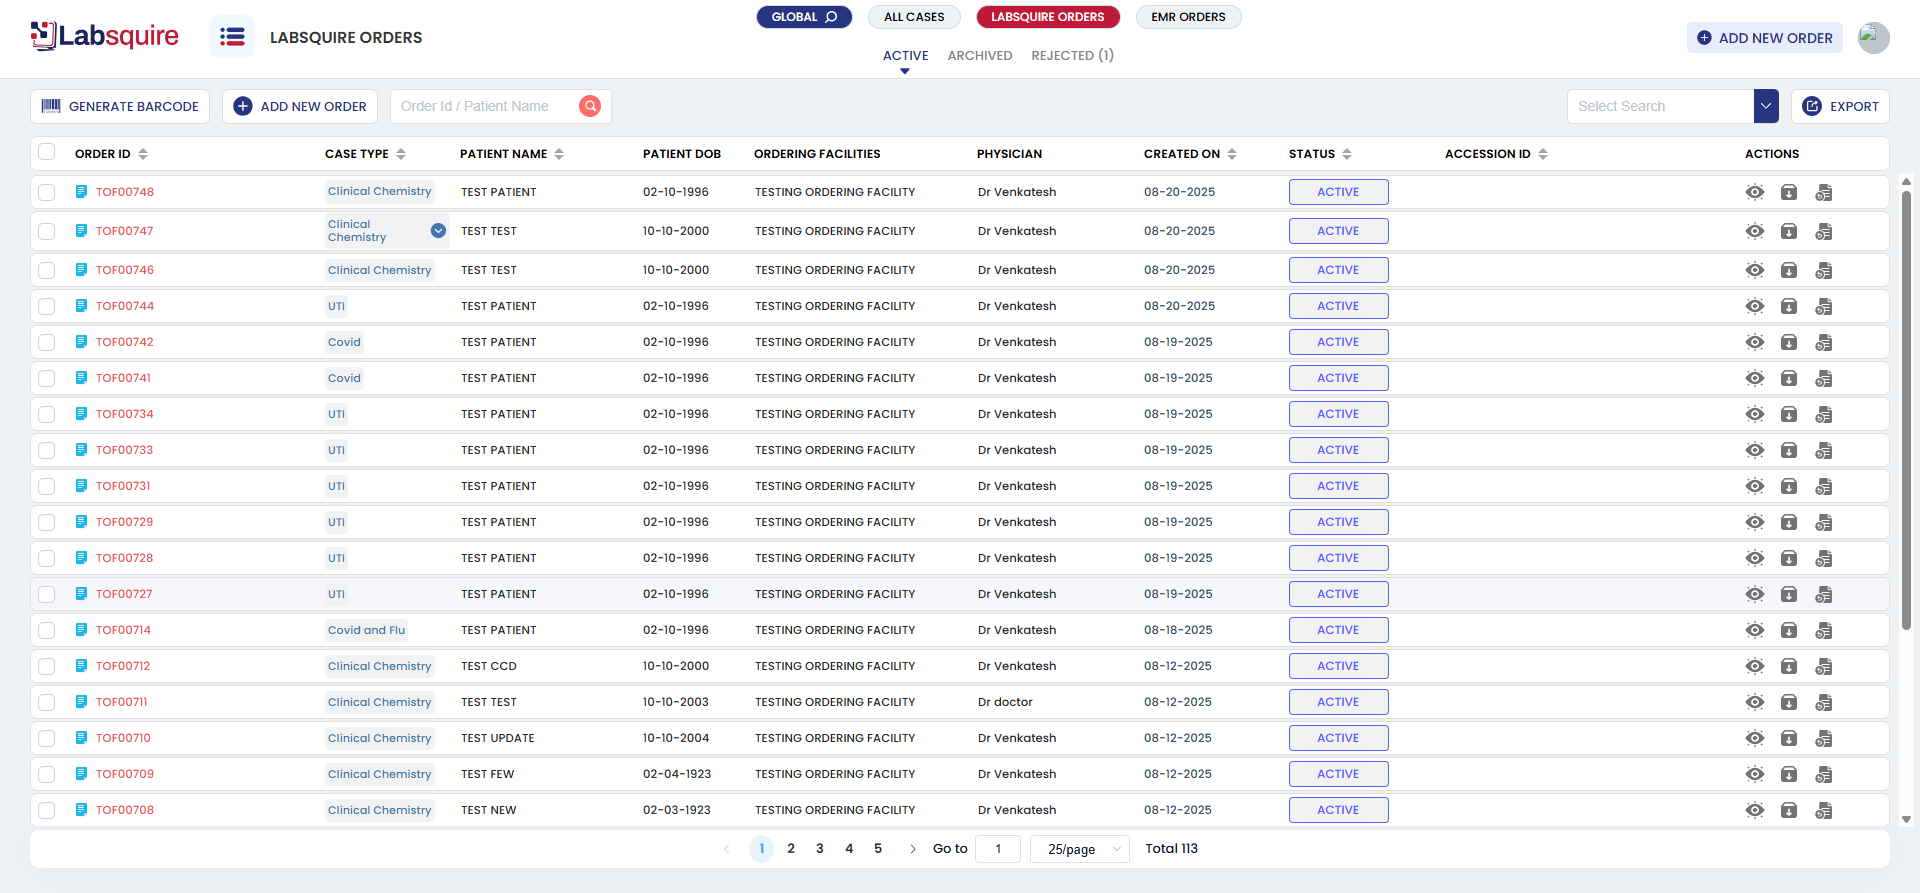 Labsquire
LABSQUIRE ORDERS
GLOBAL
ALL CASES
LABSQUIRE ORDERS
EMR ORDERS
ACTIVE
ARCHIVED
REJECTED (1)
ADD NEW ORDER
GENERATE BARCODE
ADD NEW ORDER
Order Id / Patient Name
Select Search
EXPORT
ORDER ID CASE TYPE PATIENT NAME PATIENT DOB ORDERING FACILITIES PHYSICIAN CREATED ON STATUS ACCESSION ID ACTIONS
TOF00748 Clinical Chemistry TEST PATIENT 02-10-1996 TESTING ORDERING FACILITY Dr Venkatesh 08-20-2025 ACTIVE
TOF00747 Clinical Chemistry TEST TEST 10-10-2000 TESTING ORDERING FACILITY Dr Venkatesh 08-20-2025 ACTIVE
TOF00746 Clinical Chemistry TEST TEST 10-10-2000 TESTING ORDERING FACILITY Dr Venkatesh 08-20-2025 ACTIVE
TOF00744 UTI TEST PATIENT 02-10-1996 TESTING ORDERING FACILITY Dr Venkatesh 08-20-2025 ACTIVE
TOF00742 Covid TEST PATIENT 02-10-1996 TESTING ORDERING FACILITY Dr Venkatesh 08-19-2025 ACTIVE
TOF00741 Covid TEST PATIENT 02-10-1996 TESTING ORDERING FACILITY Dr Venkatesh 08-19-2025 ACTIVE
TOF00734 UTI TEST PATIENT 02-10-1996 TESTING ORDERING FACILITY Dr Venkatesh 08-19-2025 ACTIVE
TOF00733 UTI TEST PATIENT 02-10-1996 TESTING ORDERING FACILITY Dr Venkatesh 08-19-2025 ACTIVE
TOF00731 UTI TEST PATIENT 02-10-1996 TESTING ORDERING FACILITY Dr Venkatesh 08-19-2025 ACTIVE
TOF00729 UTI TEST PATIENT 02-10-1996 TESTING ORDERING FACILITY Dr Venkatesh 08-19-2025 ACTIVE
TOF00728 UTI TEST PATIENT 02-10-1996 TESTING ORDERING FACILITY Dr Venkatesh 08-19-2025 ACTIVE
TOF00727 UTI TEST PATIENT 02-10-1996 TESTING ORDERING FACILITY Dr Venkatesh 08-19-2025 ACTIVE
TOF00714 Covid and Flu TEST PATIENT 02-10-1996 TESTING ORDERING FACILITY Dr Venkatesh 08-18-2025 ACTIVE
TOF00712 Clinical Chemistry TEST CCD 10-10-2000 TESTING ORDERING FACILITY Dr Venkatesh 08-12-2025 ACTIVE
TOF00711 Clinical Chemistry TEST TEST 10-10-2003 TESTING ORDERING FACILITY Dr doctor 08-12-2025 ACTIVE
TOF00710 Clinical Chemistry TEST UPDATE 10-10-2004 TESTING ORDERING FACILITY Dr Venkatesh 08-12-2025 ACTIVE
TOF00709 Clinical Chemistry TEST FEW 02-04-1923 TESTING ORDERING FACILITY Dr Venkatesh 08-12-2025 ACTIVE
TOF00708 Clinical Chemistry TEST NEW 02-03-1923 TESTING ORDERING FACILITY Dr Venkatesh 08-12-2025 ACTIVE
1 2 3 4 5 Go to 1 25/page Total 113